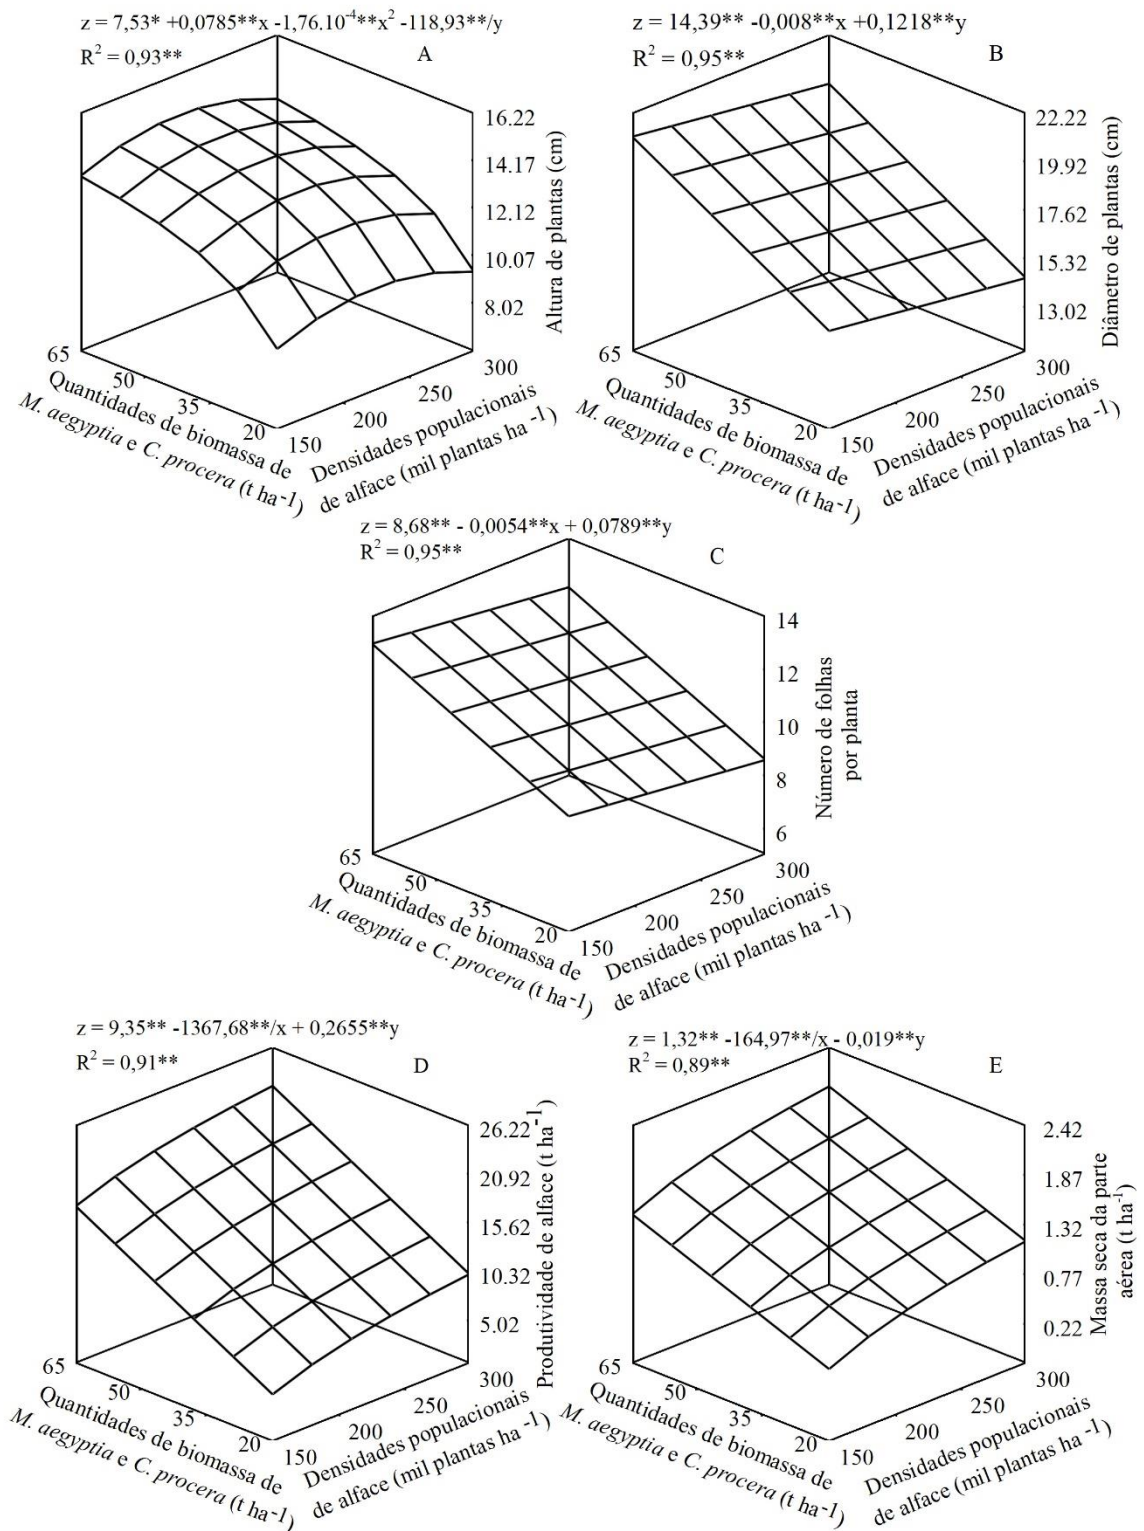 z = 7,53* +0,0785**x -1,76.10⁻⁴**x² -118,93**/y
R² = 0,93**
A
16.22
14.17
12.12
10.07
8.02
Altura de plantas (cm)
65
50
35
20
Quantidades de biomassa de
M. aegyptia e C. procera (t ha⁻¹)
150
200
250
300
Densidades populacionais
de alface (mil plantas ha ⁻¹)
z = 14,39** -0,008**x +0,1218**y
R² = 0,95**
B
22.22
19.92
17.62
15.32
13.02
Diâmetro de plantas (cm)
65
50
35
20
Quantidades de biomassa de
M. aegyptia e C. procera (t ha⁻¹)
150
200
250
300
Densidades populacionais
de alface (mil plantas ha ⁻¹)
z = 8,68** - 0,0054**x + 0,0789**y
R² = 0,95**
C
14
12
10
8
6
Número de folhas
por planta
65
50
35
20
Quantidades de biomassa de
M. aegyptia e C. procera (t ha⁻¹)
150
200
250
300
Densidades populacionais
de alface (mil plantas ha ⁻¹)
z = 9,35** -1367,68**/x + 0,2655**y
R² = 0,91**
D
26.22
20.92
15.62
10.32
5.02
Produtividade de alface (t ha⁻¹)
65
50
35
20
Quantidades de biomassa de
M. aegyptia e C. procera (t ha⁻¹)
150
200
250
300
Densidades populacionais
de alface (mil plantas ha ⁻¹)
z = 1,32** -164,97**/x - 0,019**y
R² = 0,89**
E
2.42
1.87
1.32
0.77
0.22
Massa seca da parte
aérea (t ha⁻¹)
65
50
35
20
Quantidades de biomassa de
M. aegyptia e C. procera (t ha⁻¹)
150
200
250
300
Densidades populacionais
de alface (mil plantas ha ⁻¹)